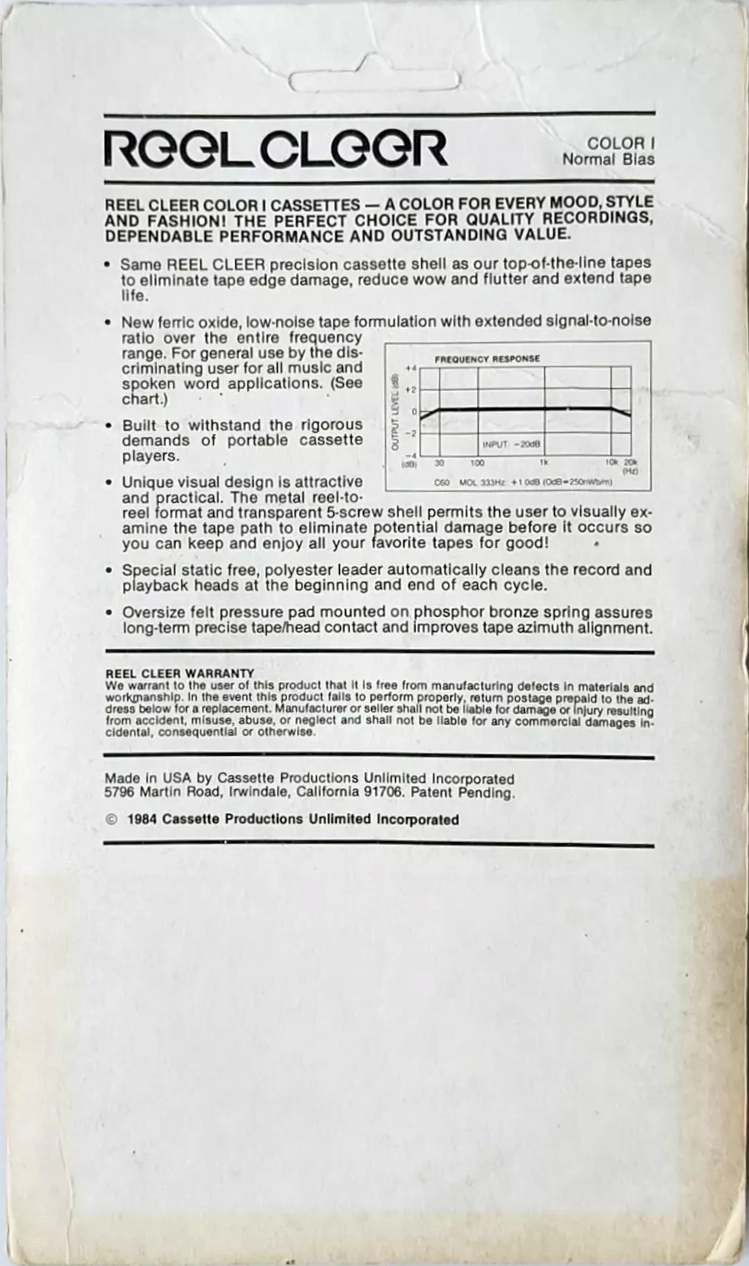 REEL CLEER
COLOR I
Normal Bias
REEL CLEER COLOR I CASSETTES — A COLOR FOR EVERY MOOD, STYLE
AND FASHION! THE PERFECT CHOICE FOR QUALITY RECORDINGS,
DEPENDABLE PERFORMANCE AND OUTSTANDING VALUE.
• Same REEL CLEER precision cassette shell as our top-of-the-line tapes
to eliminate tape edge damage, reduce wow and flutter and extend tape
life.
• New ferric oxide, low-noise tape formulation with extended signal-to-noise
ratio over the entire frequency
range. For general use by the dis-
criminating user for all music and
spoken word applications. (See
chart.)
• Built to withstand the rigorous
demands of portable cassette
players.
• Unique visual design is attractive
and practical. The metal reel-to-
reel format and transparent 5-screw shell permits the user to visually ex-
amine the tape path to eliminate potential damage before it occurs so
you can keep and enjoy all your favorite tapes for good!
FREQUENCY RESPONSE
OUTPUT LEVEL (dB)
+4
+2
0
-2
-4
(dB)
INPUT -20dB
30 100 1k 10k 20k
(Hz)
C60 MOL 333Hz +1.0dB (0dB=250nWb/m)
• Special static free, polyester leader automatically cleans the record and
playback heads at the beginning and end of each cycle.
• Oversize felt pressure pad mounted on phosphor bronze spring assures
long-term precise tape/head contact and improves tape azimuth alignment.
REEL CLEER WARRANTY
We warrant to the user of this product that it is free from manufacturing defects in materials and
workmanship. In the event this product fails to perform properly, return postage prepaid to the ad-
dress below for a replacement. Manufacturer or seller shall not be liable for damage or injury resulting
from accident, misuse, abuse, or neglect and shall not be liable for any commercial damages in-
cidental, consequential or otherwise.
Made in USA by Cassette Productions Unlimited Incorporated
5796 Martin Road, Irwindale, California 91706. Patent Pending.
© 1984 Cassette Productions Unlimited Incorporated